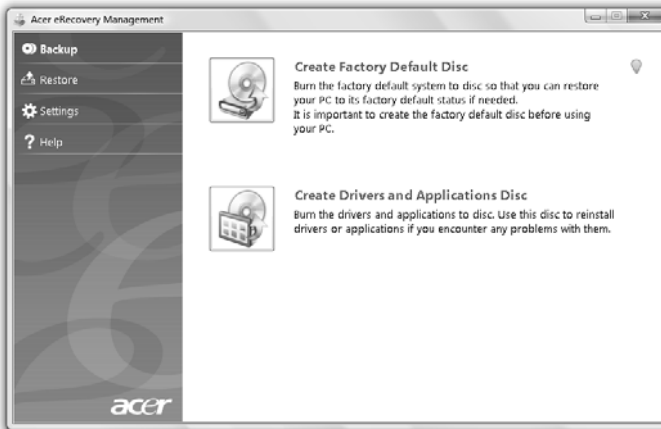 Acer eRecovery Management
Backup
Restore
Settings
Help
Create Factory Default Disc
Burn the factory default system to disc so that you can restore
your PC to its factory default status if needed.
It is important to create the factory default disc before using
your PC.
Create Drivers and Applications Disc
Burn the drivers and applications to disc. Use this disc to reinstall
drivers or applications if you encounter any problems with them.
acer